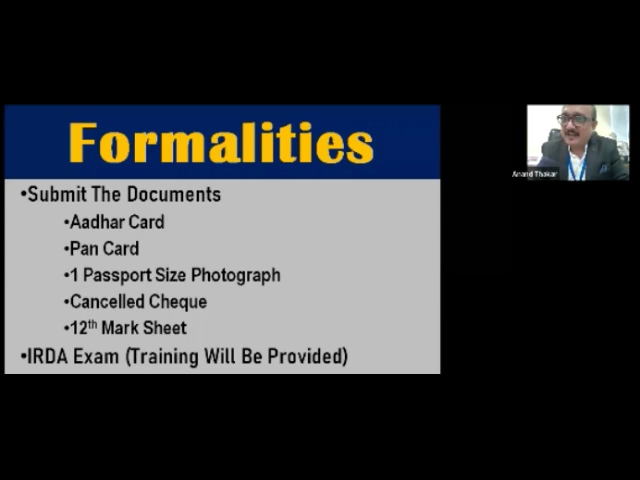 Formalities
•Submit The Documents
•Aadhar Card
•Pan Card
•1 Passport Size Photograph
•Cancelled Cheque
•12th Mark Sheet
•IRDA Exam (Training Will Be Provided)
Anand Thakar